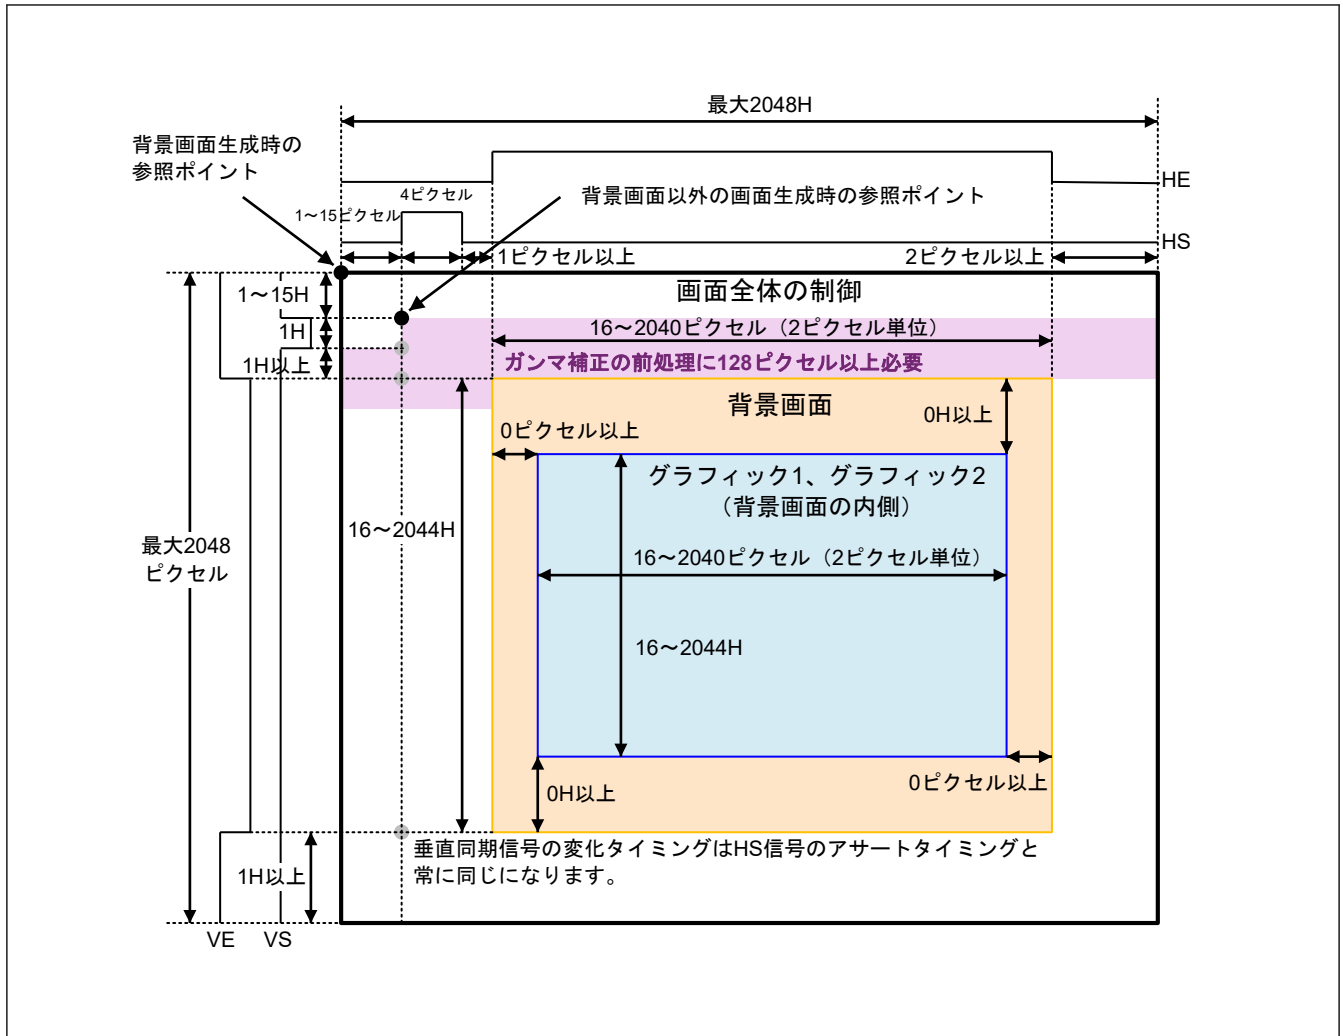 最大2048H
背景画面生成時の
参照ポイント
HE
4ピクセル
背景画面以外の画面生成時の参照ポイント
1～15ピクセル
HS
1ピクセル以上
2ピクセル以上
1～15H
画面全体の制御
1H
16～2040ピクセル（2ピクセル単位）
1H以上
ガンマ補正の前処理に128ピクセル以上必要
背景画面
0H以上
0ピクセル以上
グラフィック1、グラフィック2
（背景画面の内側）
16～2044H
最大2048
ピクセル
16～2040ピクセル（2ピクセル単位）
16～2044H
0ピクセル以上
0H以上
垂直同期信号の変化タイミングはHS信号のアサートタイミングと
常に同じになります。
1H以上
VE
VS